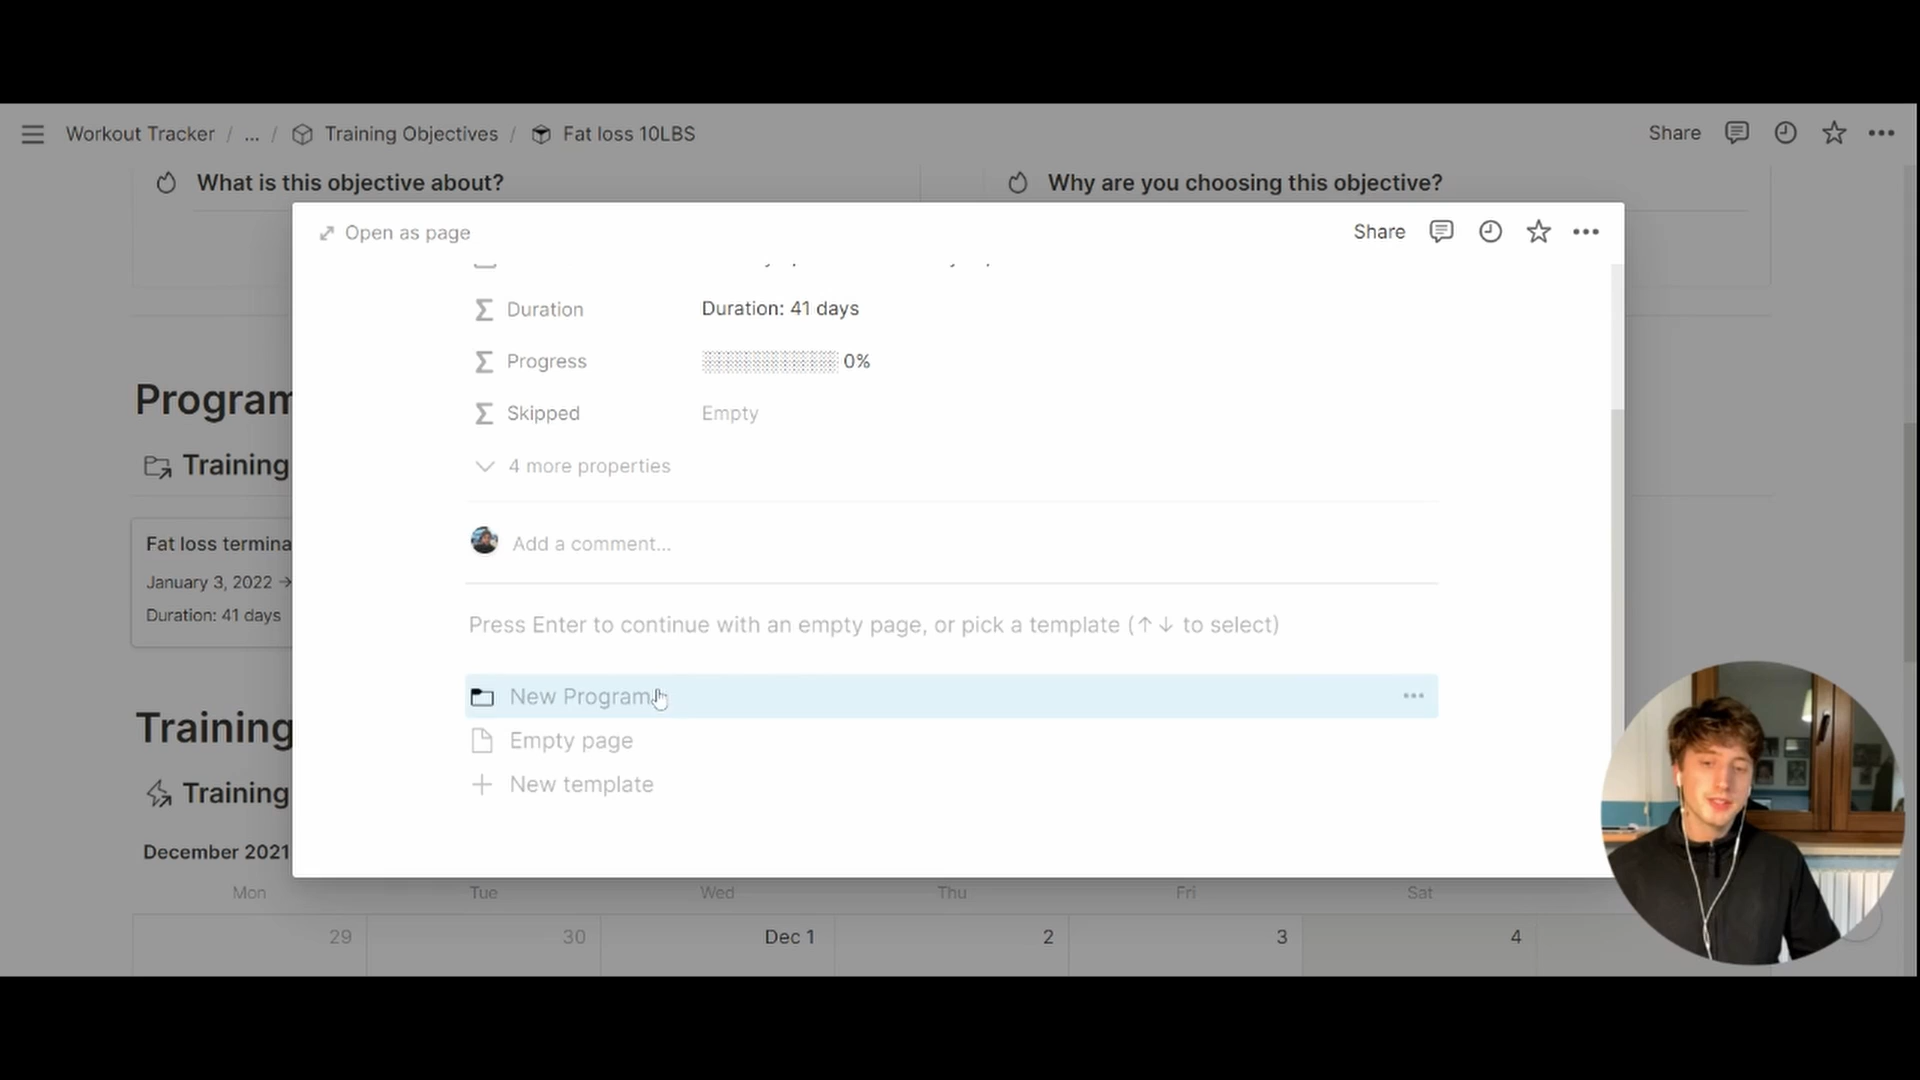 Workout Tracker / ... / Training Objectives / Fat loss 10LBS
Share
What is this objective about?
Why are you choosing this objective?
Open as page
Share
Duration
Duration: 41 days
Progress
0%
Skipped
Empty
4 more properties
Program
Training
Fat loss termina
January 3, 2022 →
Duration: 41 days
Add a comment...
Press Enter to continue with an empty page, or pick a template (↑↓ to select)
New Program
Empty page
New template
Training
Training
December 2021
Mon
Tue
Wed
Thu
Fri
Sat
29
30
Dec 1
2
3
4